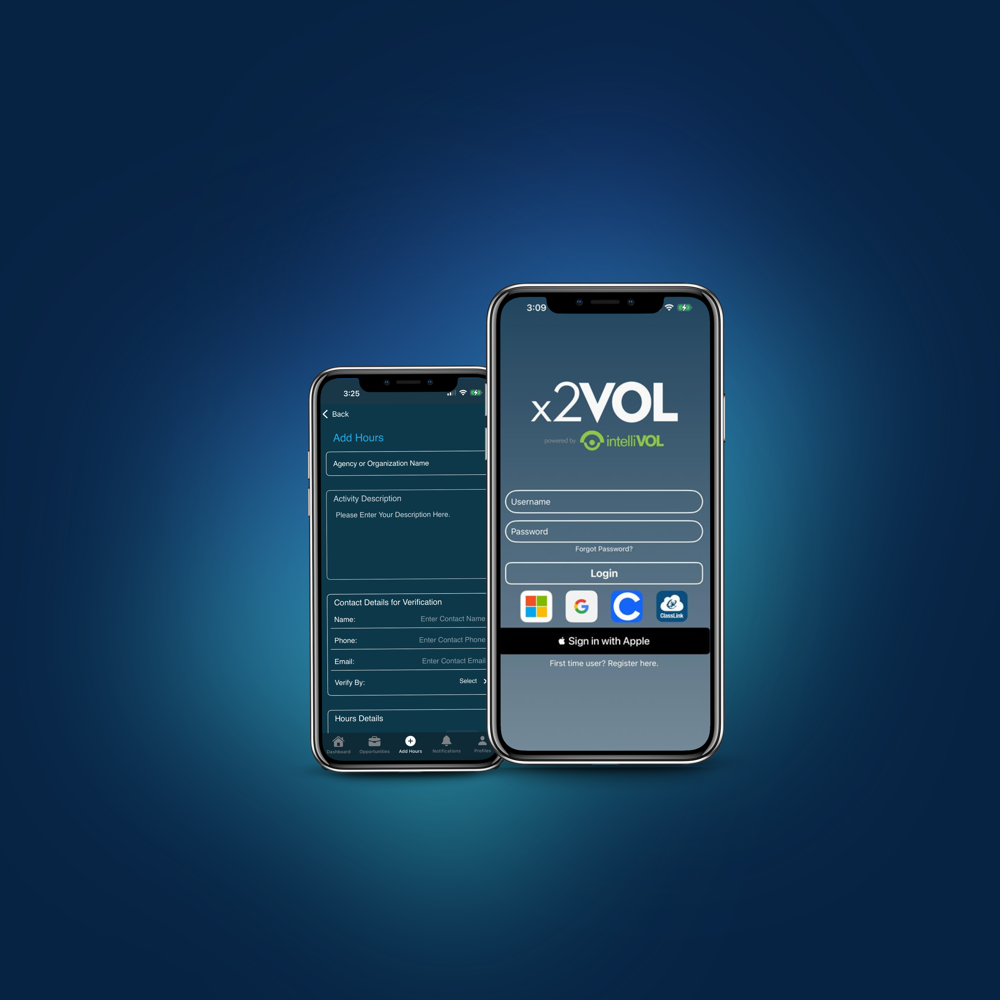 3:25
Back
Add Hours
Agency or Organization Name
Activity Description
Please Enter Your Description Here.
Contact Details for Verification
Name: Enter Contact Name
Phone: Enter Contact Phone
Email: Enter Contact Email
Verify By: Select
Hours Details
Dashboard Opportunities Add Hours Notifications Profiles
3:09
x2VOL
powered by intelliVOL
Username
Password
Forgot Password?
Login
G C ClassLink
Sign in with Apple
First time user? Register here.